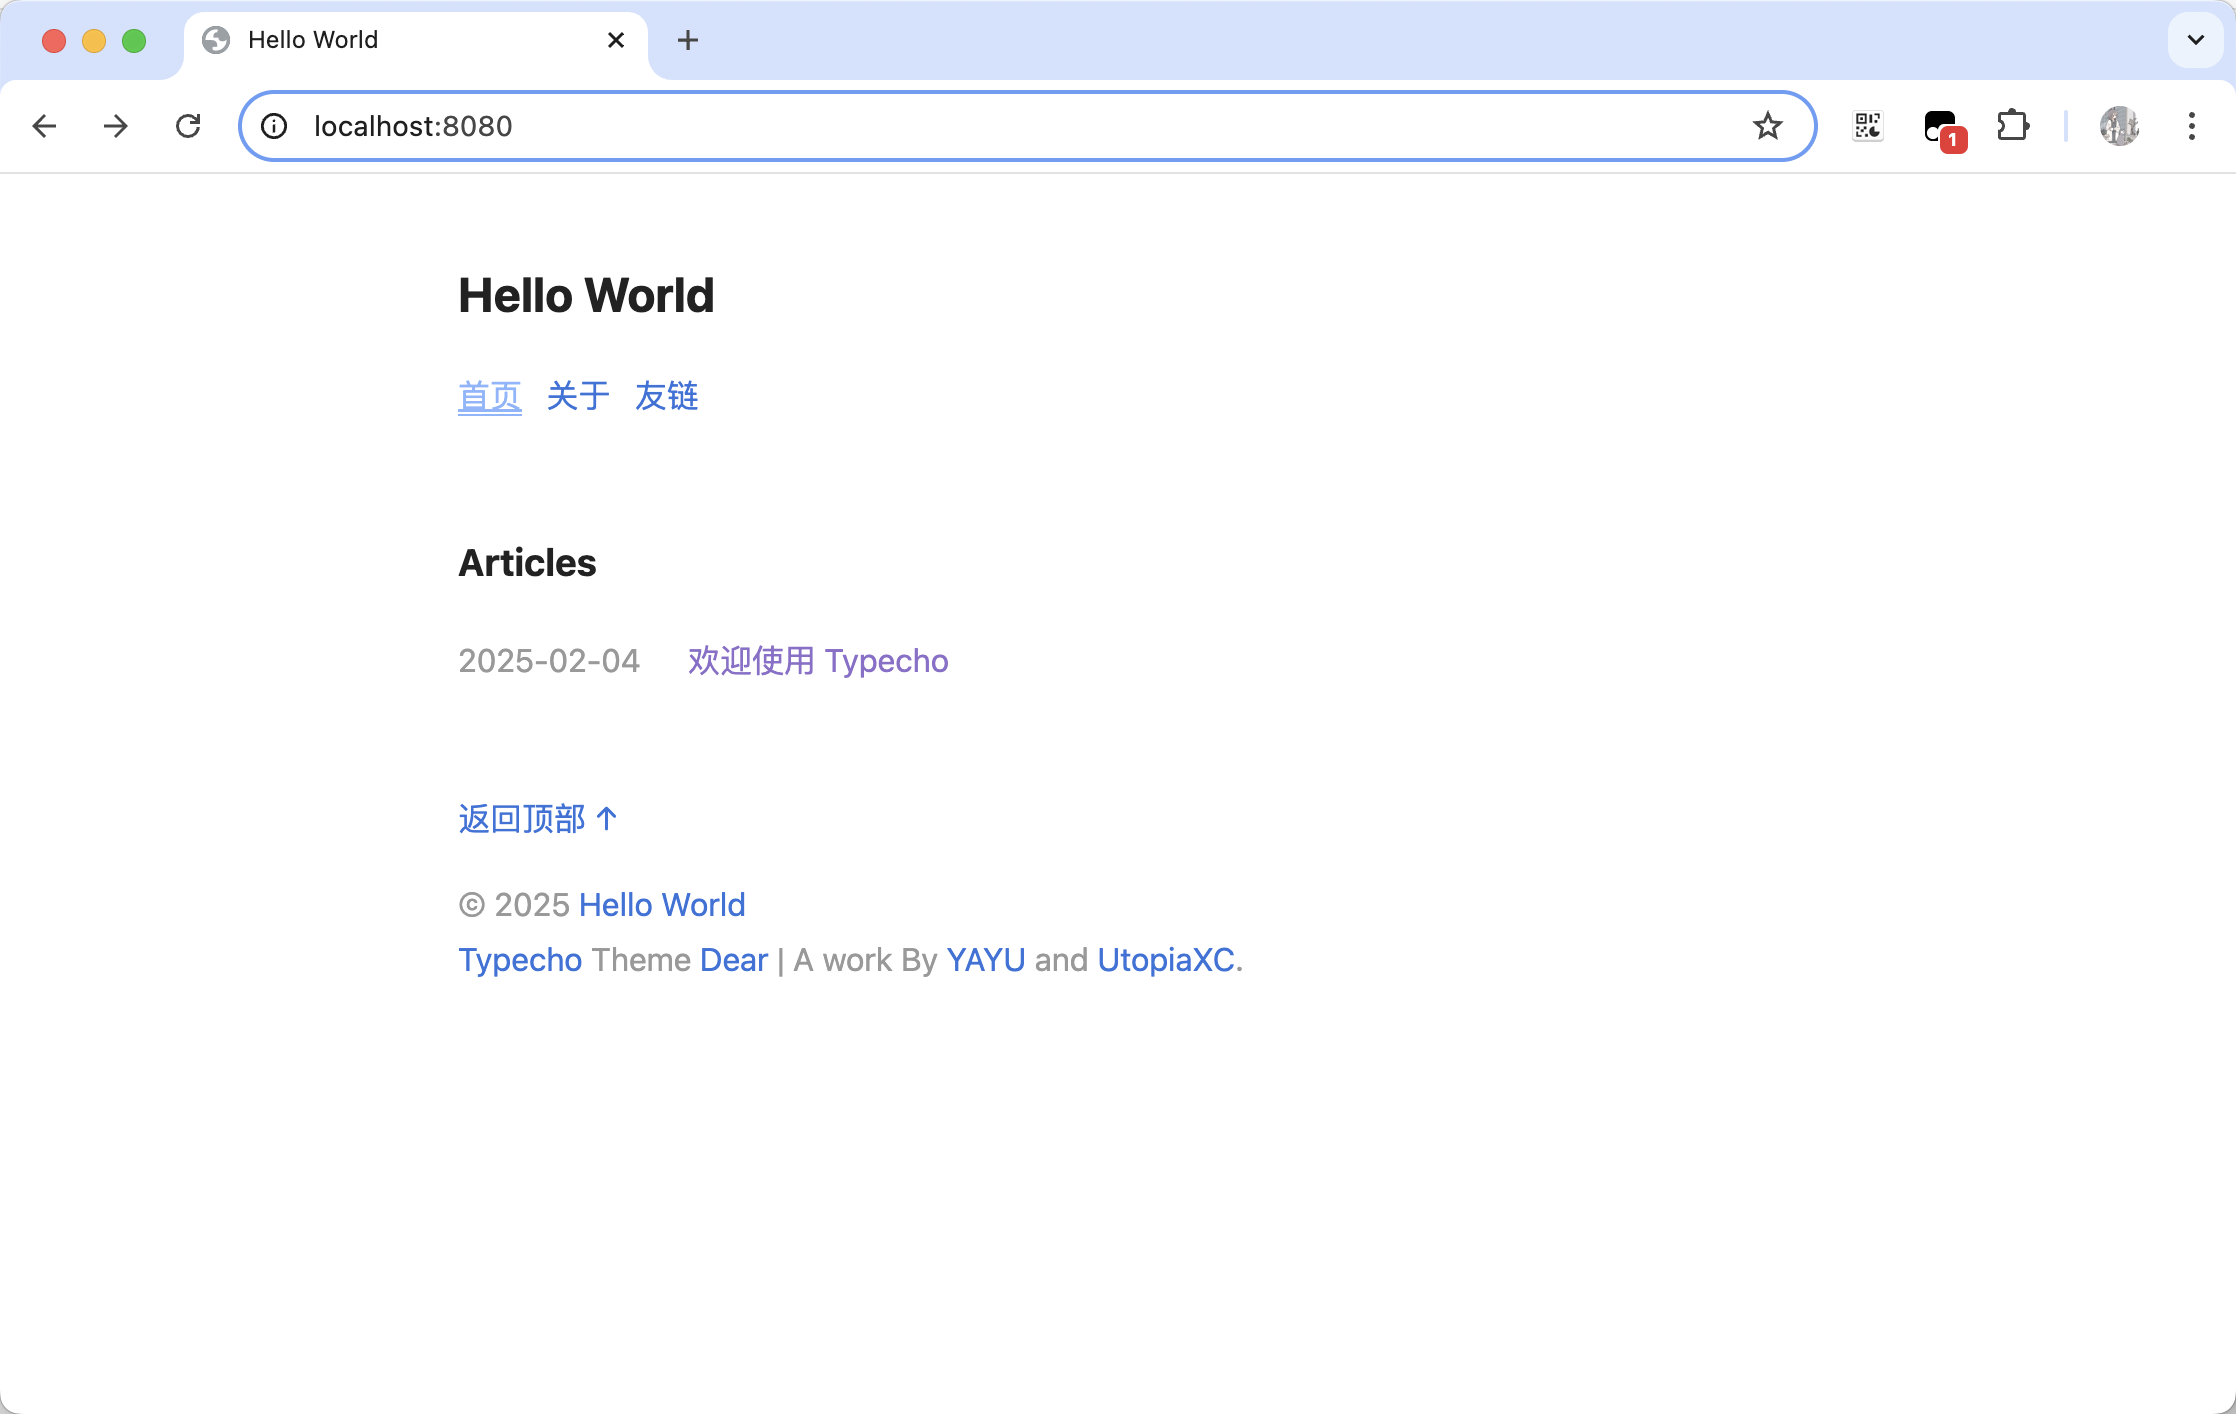 Hello World
localhost:8080
1
Hello World
首页 关于 友链
Articles
2025-02-04 欢迎使用 Typecho
返回顶部 ↑
© 2025 Hello World
Typecho Theme Dear | A work By YAYU and UtopiaXC.